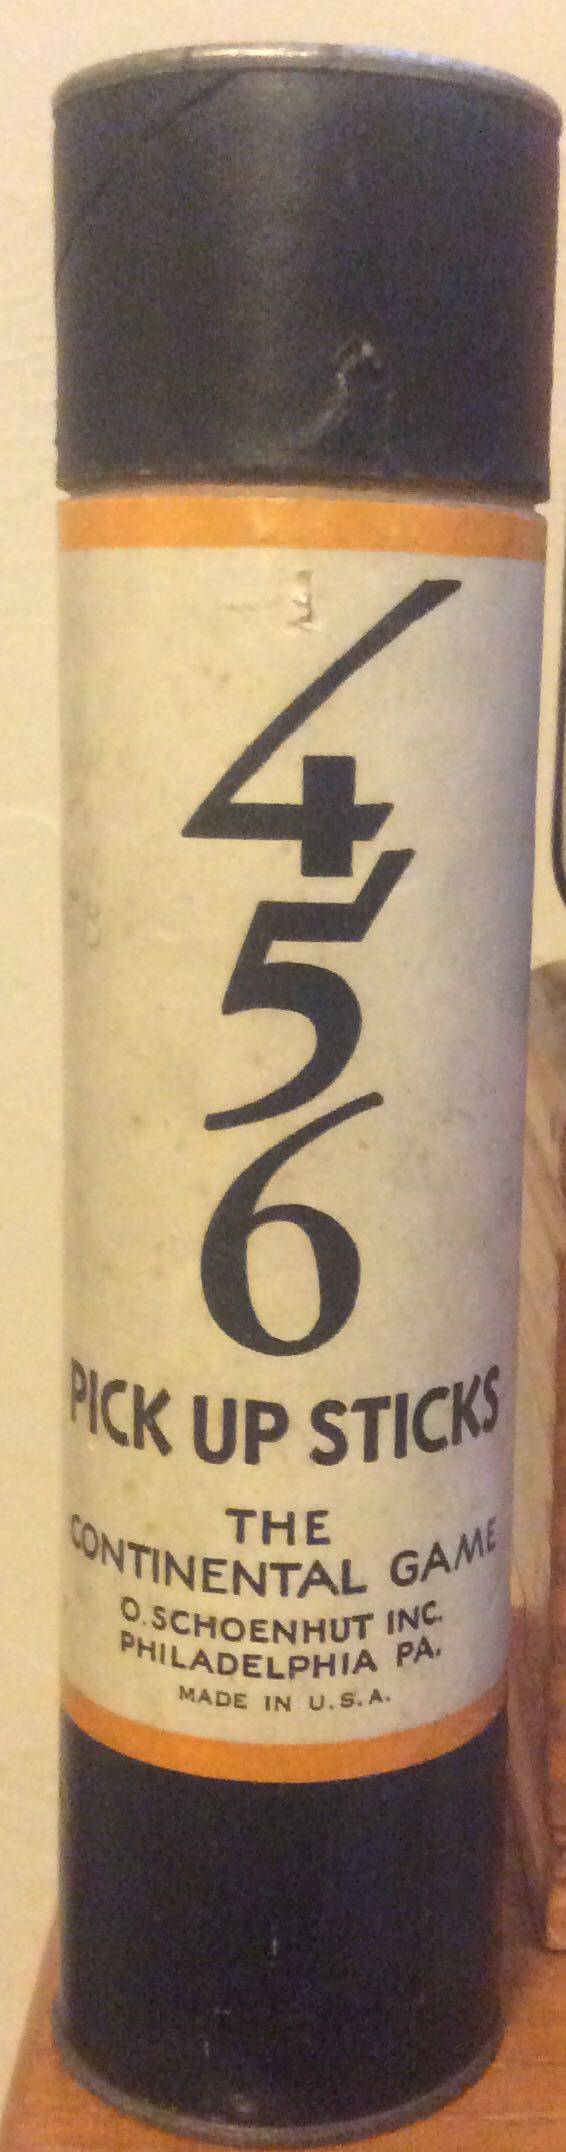 4
5
6
PICK UP STICKS
THE
CONTINENTAL GAME
O. SCHOENHUT INC.
PHILADELPHIA PA.
MADE IN U.S.A.